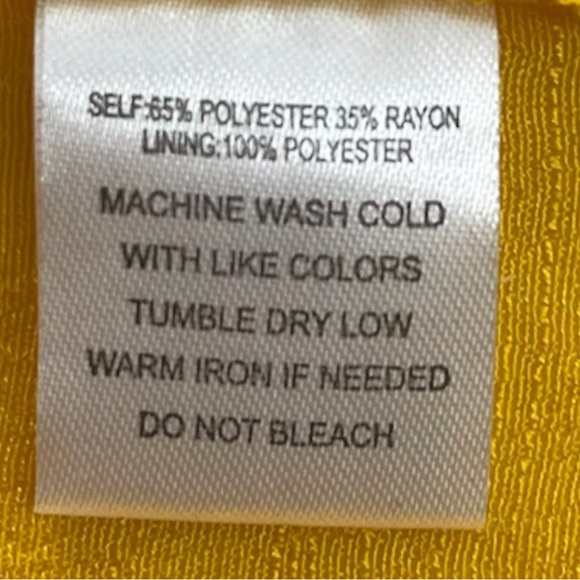 SELF:65% POLYESTER 35% RAYON
LINING:100% POLYESTER
MACHINE WASH COLD
WITH LIKE COLORS
TUMBLE DRY LOW
WARM IRON IF NEEDED
DO NOT BLEACH